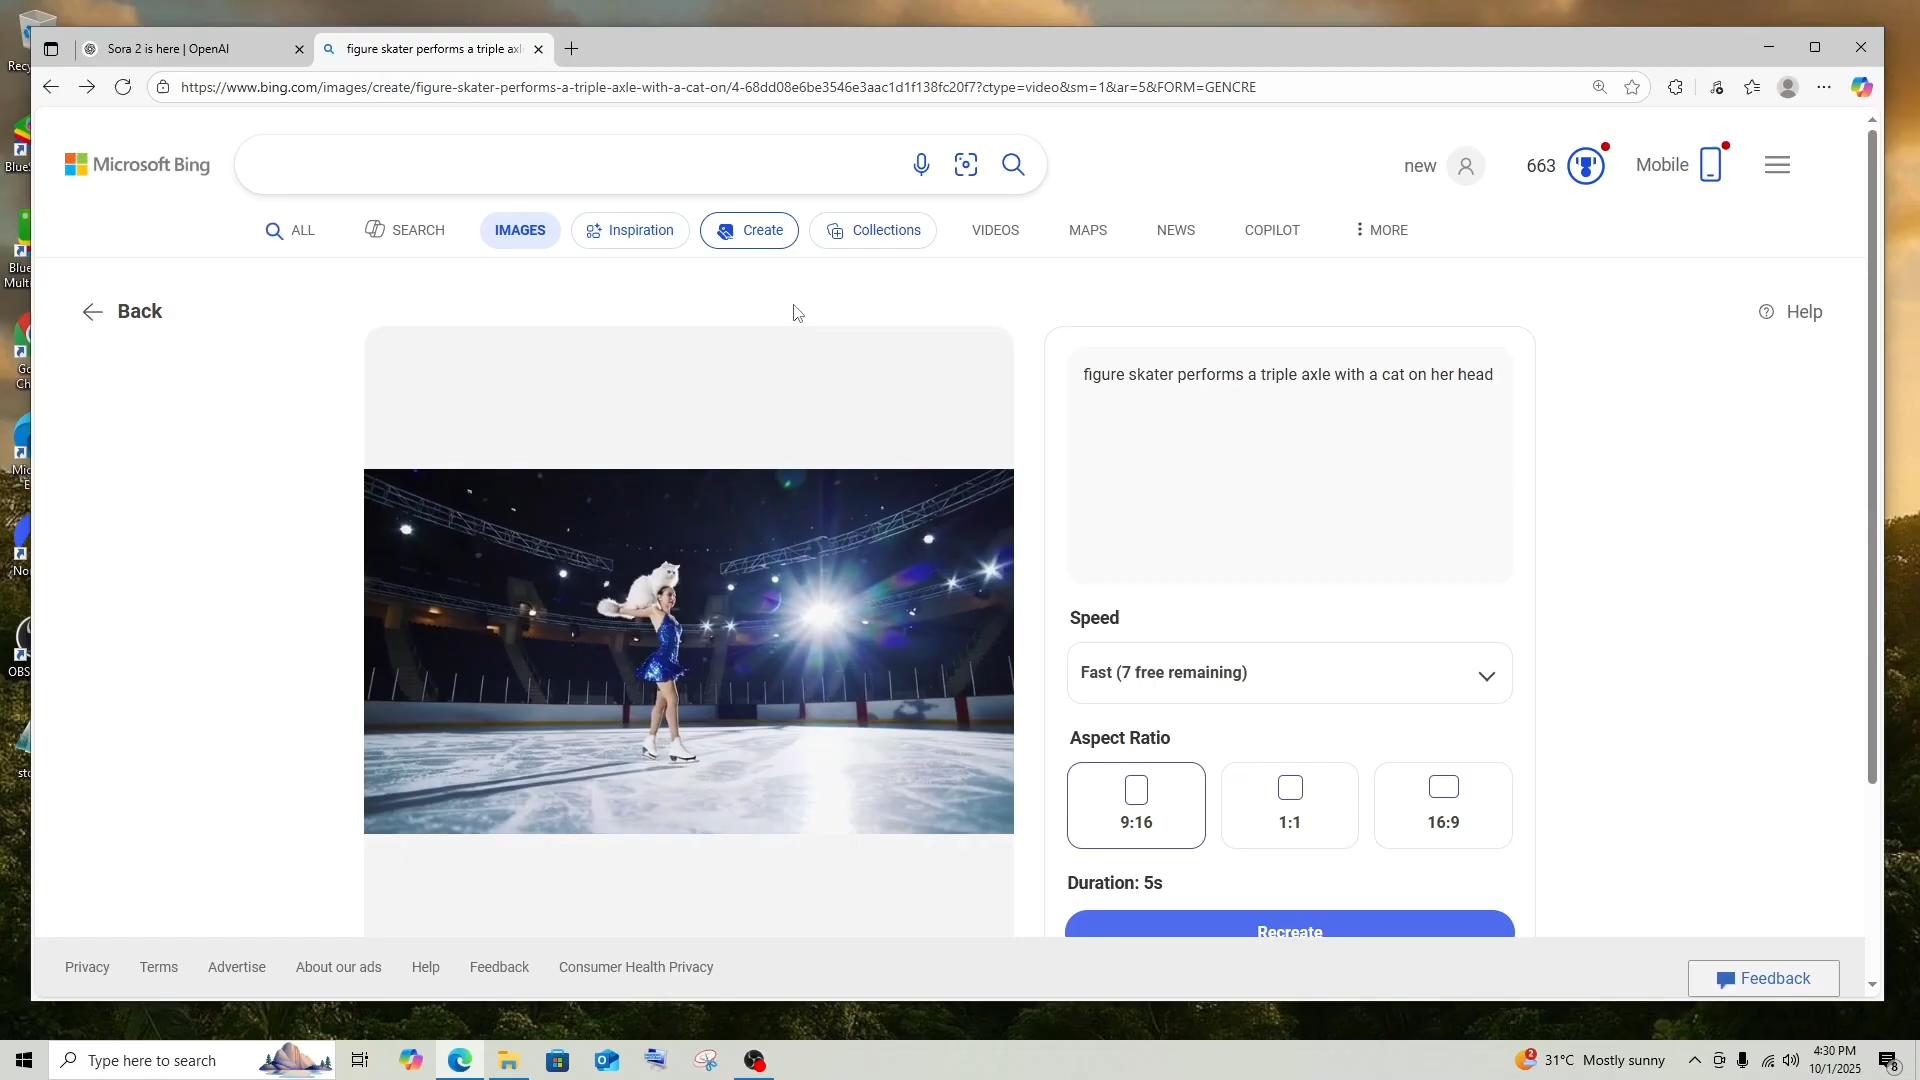 Sora 2 is here | OpenAI
figure skater performs a triple axl
https://www.bing.com/images/create/figure-skater-performs-a-triple-axle-with-a-cat-on/4-68dd08e6be3546e3aac1d1f138fc20f7?ctype=video&sm=1&ar=5&FORM=GENCRE
Microsoft Bing
new
663
Mobile
ALL
SEARCH
IMAGES
Inspiration
Create
Collections
VIDEOS
MAPS
NEWS
COPILOT
MORE
Back
Help
figure skater performs a triple axle with a cat on her head
Speed
Fast (7 free remaining)
Aspect Ratio
9:16
1:1
16:9
Duration: 5s
Recreate
Privacy
Terms
Advertise
About our ads
Help
Feedback
Consumer Health Privacy
Feedback
Type here to search
2
31°C Mostly sunny
4:30 PM
10/1/2025
8